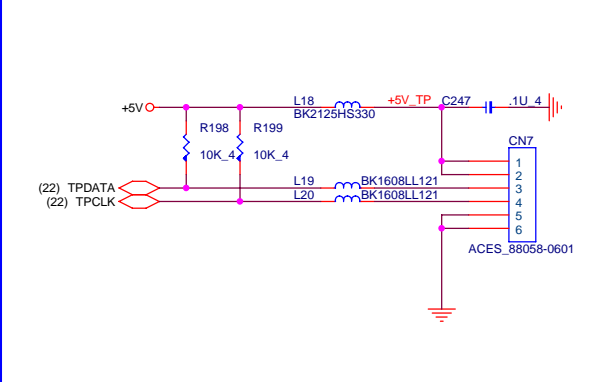 +5V
L18
BK2125HS330
+5V_TP
C247
.1U_4
R198
R199
10K_4
10K_4
CN7
1
2
3
4
5
6
(22) TPDATA
L19
BK1608LL121
(22) TPCLK
L20
BK1608LL121
ACES_88058-0601